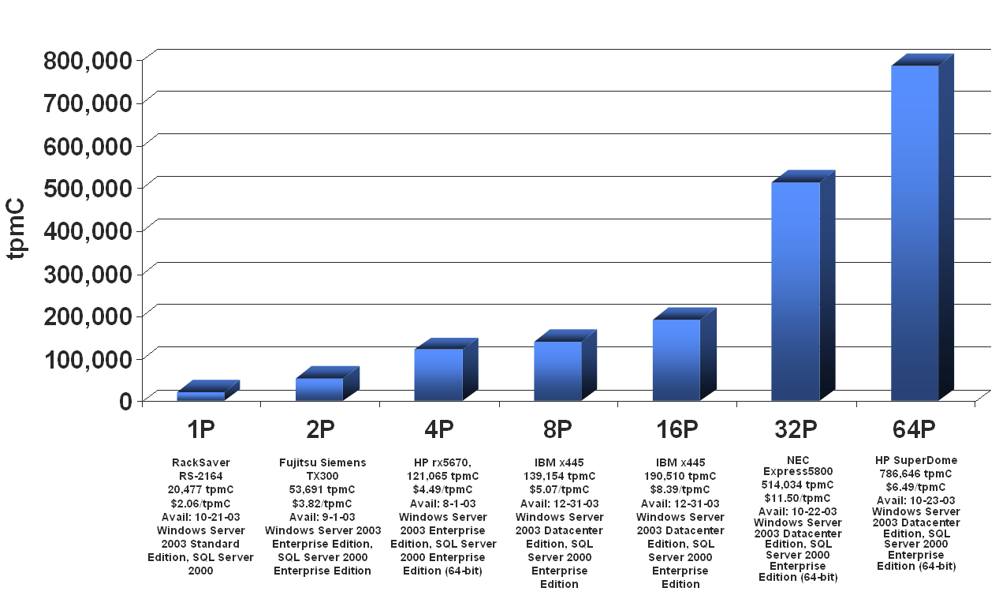 800,000
700,000
600,000
500,000
400,000
300,000
200,000
100,000
0
tpmC
1P
2P
4P
8P
16P
32P
64P
RackSaver
RS-2164
20,477 tpmC
$2.06/tpmC
Avail: 10-21-03
Windows Server
2003 Standard
Edition, SQL Server
2000
Fujitsu Siemens
TX300
53,691 tpmC
$3.82/tpmC
Avail: 9-1-03
Windows Server 2003
Enterprise Edition,
SQL Server 2000
Enterprise Edition
HP rx5670,
121,065 tpmC
$4.49/tpmC
Avail: 8-1-03
Windows Server
2003 Enterprise
Edition, SQL Server
2000 Enterprise
Edition (64-bit)
IBM x445
139,154 tpmC
$5.07/tpmC
Avail: 12-31-03
Windows Server
2003 Datacenter
Edition, SQL
Server 2000
Enterprise
Edition
IBM x445
190,510 tpmC
$8.39/tpmC
Avail: 12-31-03
Windows Server
2003 Datacenter
Edition, SQL
Server 2000
Enterprise
Edition
NEC
Express5800
514,034 tpmC
$11.50/tpmC
Avail: 10-22-03
Windows Server
2003 Datacenter
Edition, SQL
Server 2000
Enterprise
Edition (64-bit)
HP SuperDome
786,646 tpmC
$6.49/tpmC
Avail: 10-23-03
Windows Server
2003 Datacenter
Edition, SQL
Server 2000
Enterprise
Edition (64-bit)